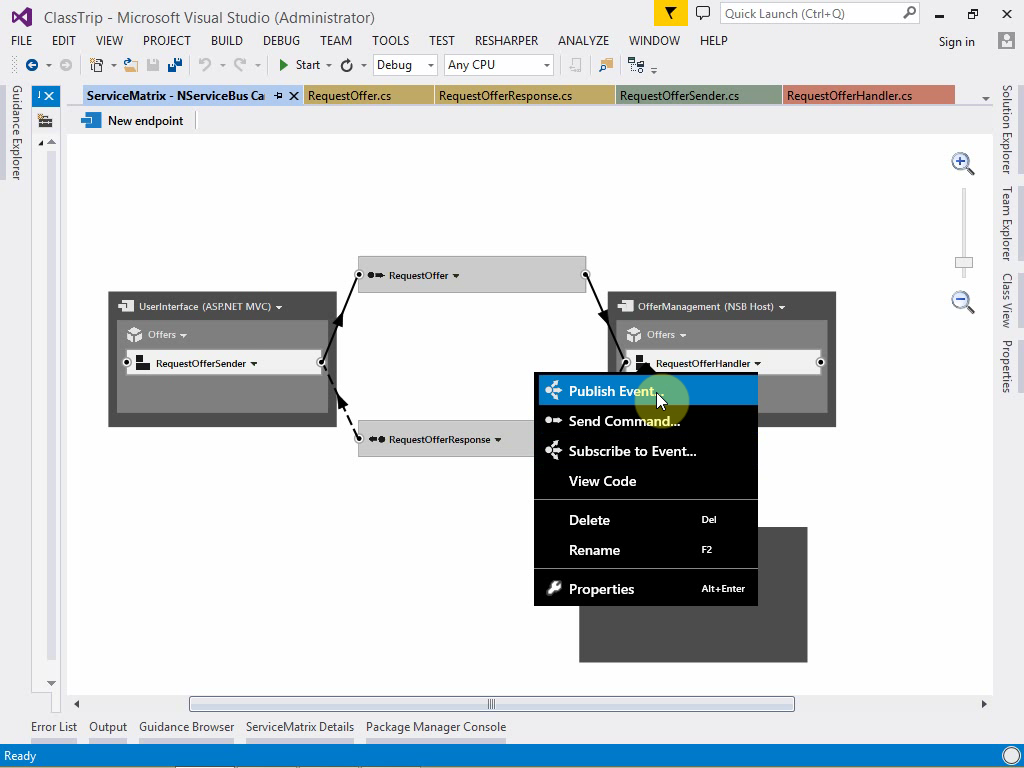 ClassTrip - Microsoft Visual Studio (Administrator)
Quick Launch (Ctrl+Q)
FILE EDIT VIEW PROJECT BUILD DEBUG TEAM TOOLS TEST RESHARPER ANALYZE WINDOW HELP
Sign in
Start Debug Any CPU
Guidance Explorer
ServiceMatrix - NServiceBus Ca RequestOffer.cs RequestOfferResponse.cs RequestOfferSender.cs RequestOfferHandler.cs
New endpoint
Solution Explorer
Team Explorer
Class View
Properties
RequestOffer
UserInterface (ASP.NET MVC)
Offers
RequestOfferSender
OfferManagement (NSB Host)
Offers
RequestOfferHandler
RequestOfferResponse
Publish Event...
Send Command...
Subscribe to Event...
View Code
Delete Del
Rename F2
Properties Alt+Enter
Error List Output Guidance Browser ServiceMatrix Details Package Manager Console
Ready